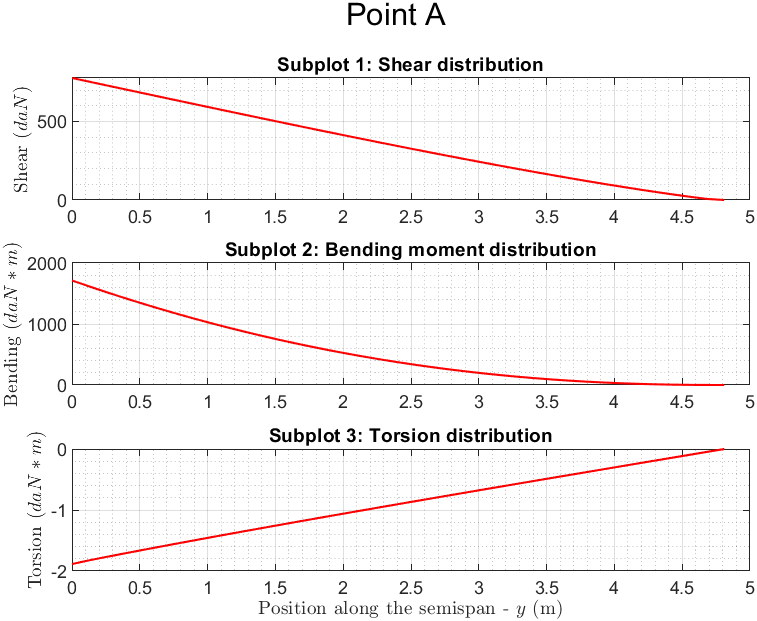 Point A
Subplot 1: Shear distribution
Shear (daN)
500
0
0 0.5 1 1.5 2 2.5 3 3.5 4 4.5 5
Subplot 2: Bending moment distribution
Bending (daN * m)
2000
1000
0
0 0.5 1 1.5 2 2.5 3 3.5 4 4.5 5
Subplot 3: Torsion distribution
Torsion (daN * m)
0
-1
-2
0 0.5 1 1.5 2 2.5 3 3.5 4 4.5 5
Position along the semispan - y (m)